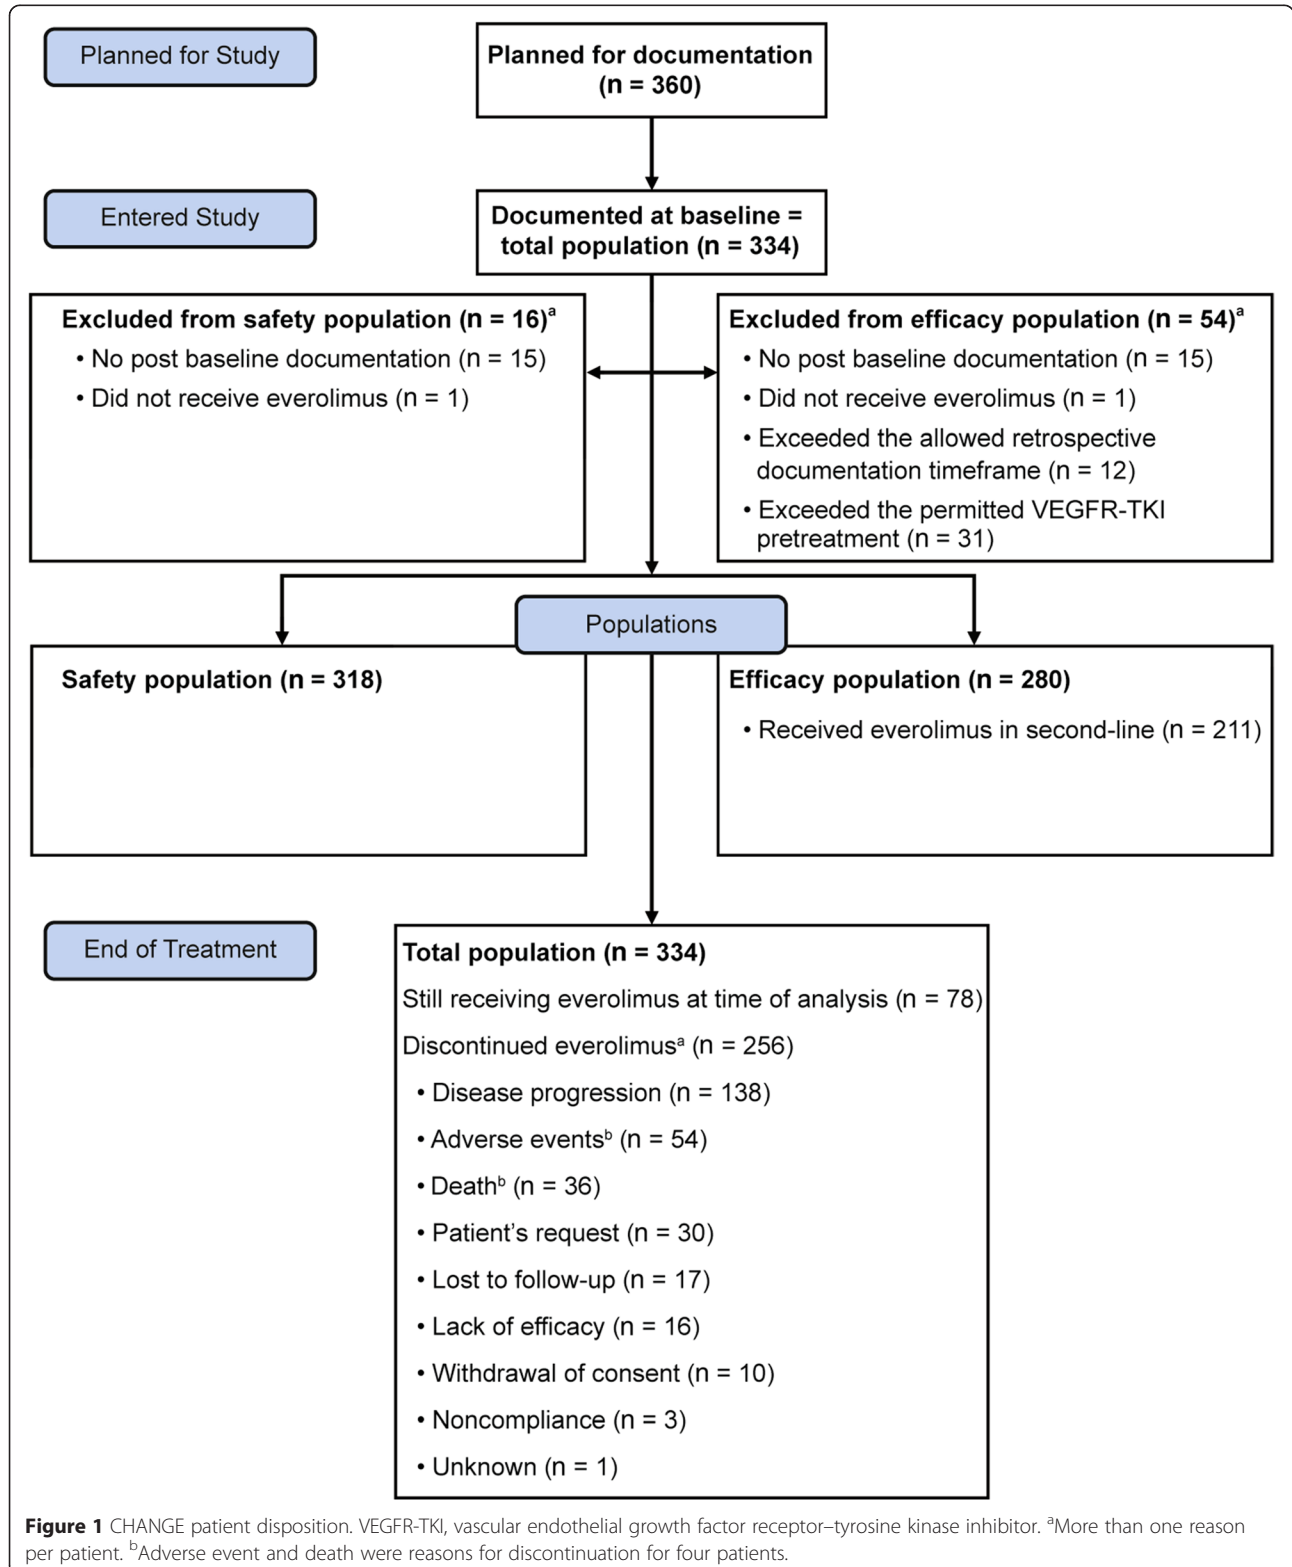 Planned for Study
Planned for documentation
(n = 360)
Entered Study
Documented at baseline =
total population (n = 334)
Excluded from safety population (n = 16)ᵃ
• No post baseline documentation (n = 15)
• Did not receive everolimus (n = 1)
Excluded from efficacy population (n = 54)ᵃ
• No post baseline documentation (n = 15)
• Did not receive everolimus (n = 1)
• Exceeded the allowed retrospective
documentation timeframe (n = 12)
• Exceeded the permitted VEGFR-TKI
pretreatment (n = 31)
Populations
Safety population (n = 318)
Efficacy population (n = 280)
• Received everolimus in second-line (n = 211)
End of Treatment
Total population (n = 334)
Still receiving everolimus at time of analysis (n = 78)
Discontinued everolimusᵃ (n = 256)
• Disease progression (n = 138)
• Adverse eventsᵇ (n = 54)
• Deathᵇ (n = 36)
• Patient’s request (n = 30)
• Lost to follow-up (n = 17)
• Lack of efficacy (n = 16)
• Withdrawal of consent (n = 10)
• Noncompliance (n = 3)
• Unknown (n = 1)
Figure 1 CHANGE patient disposition. VEGFR-TKI, vascular endothelial growth factor receptor–tyrosine kinase inhibitor. ᵃMore than one reason
per patient. ᵇAdverse event and death were reasons for discontinuation for four patients.